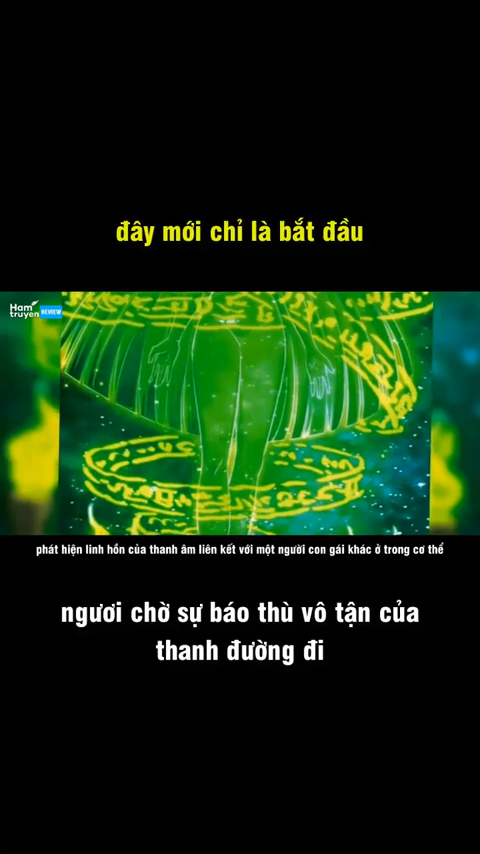 đây mới chỉ là bắt đầu
Ham
truyen REVIEW
phát hiện linh hồn của thanh âm liên kết với một người con gái khác ở trong cơ thể
ngươi chờ sự báo thù vô tận của
thanh đường đi